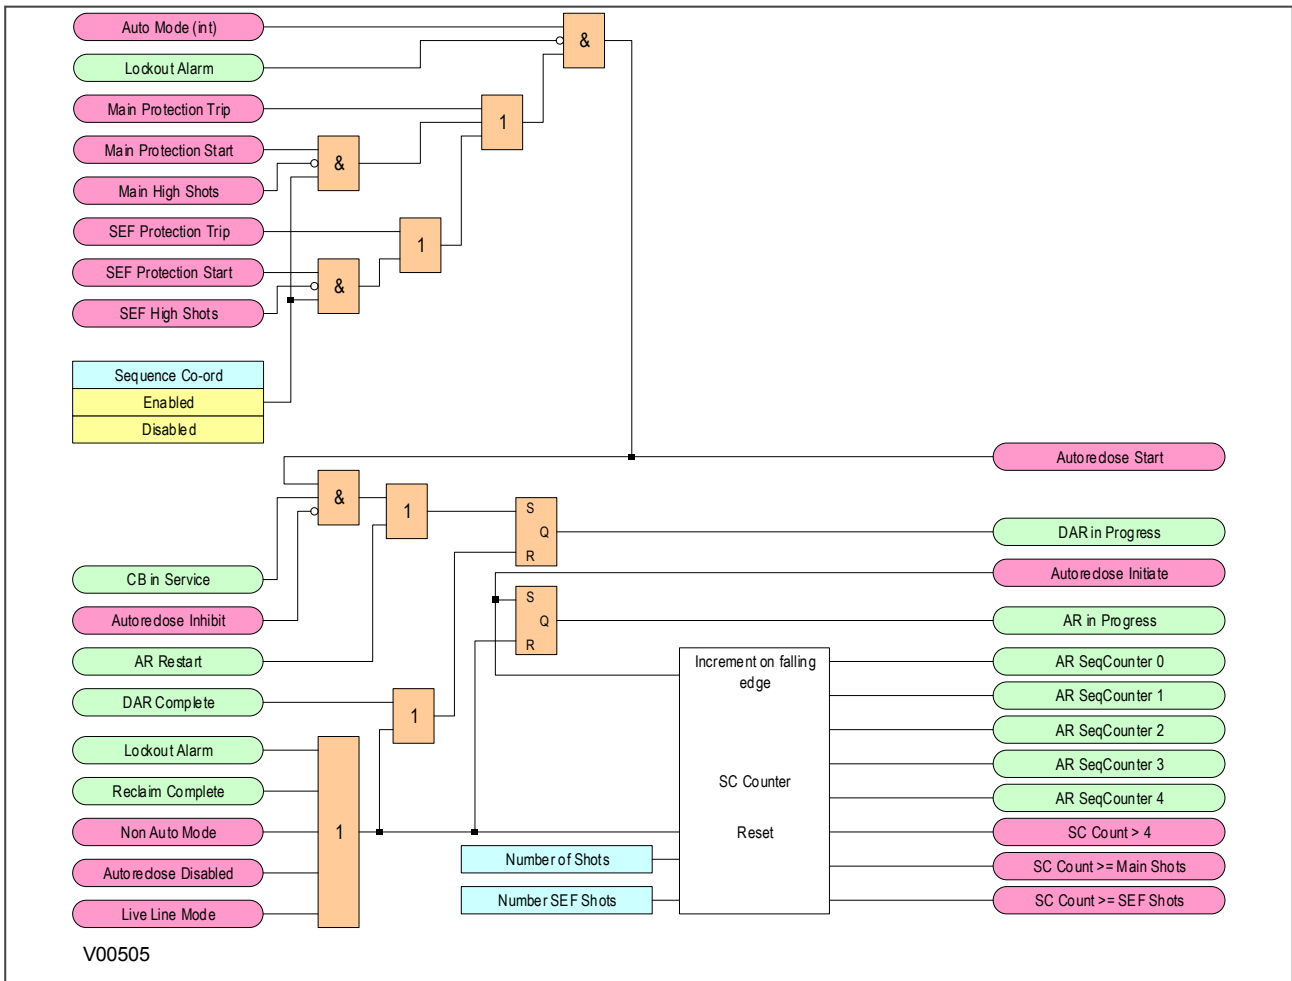 Auto Mode (int)
&
Lockout Alarm
Main Protection Trip
1
Main Protection Start
&
Main High Shots
SEF Protection Trip
1
SEF Protection Start
&
SEF High Shots
Sequence Co-ord
Enabled
Disabled
Autoreclose Start
&
1
S
Q
R
DAR in Progress
CB in Service
Autoreclose Initiate
Autoreclose Inhibit
S
Q
R
AR in Progress
AR Restart
Increment on falling
edge
AR SeqCounter 0
DAR Complete
1
AR SeqCounter 1
AR SeqCounter 2
Lockout Alarm
AR SeqCounter 3
Reclaim Complete
SC Counter
AR SeqCounter 4
Non Auto Mode
1
Reset
SC Count > 4
Number of Shots
SC Count >= Main Shots
Autoreclose Disabled
Number SEF Shots
SC Count >= SEF Shots
Live Line Mode
V00505